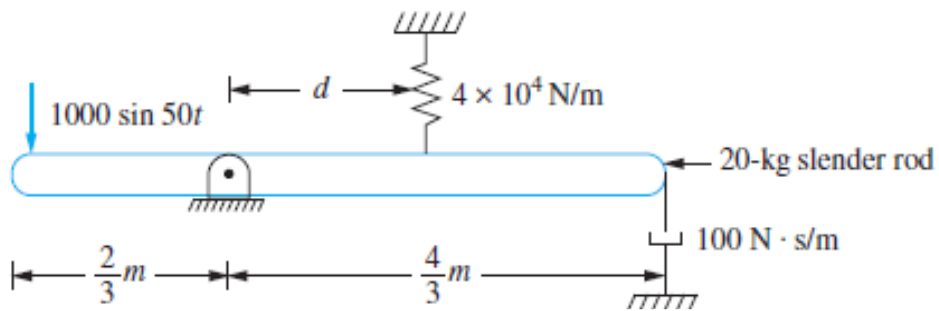 d
4 × 10⁴ N/m
1000 sin 50t
20-kg slender rod
100 N · s/m
2/3 m
4/3 m